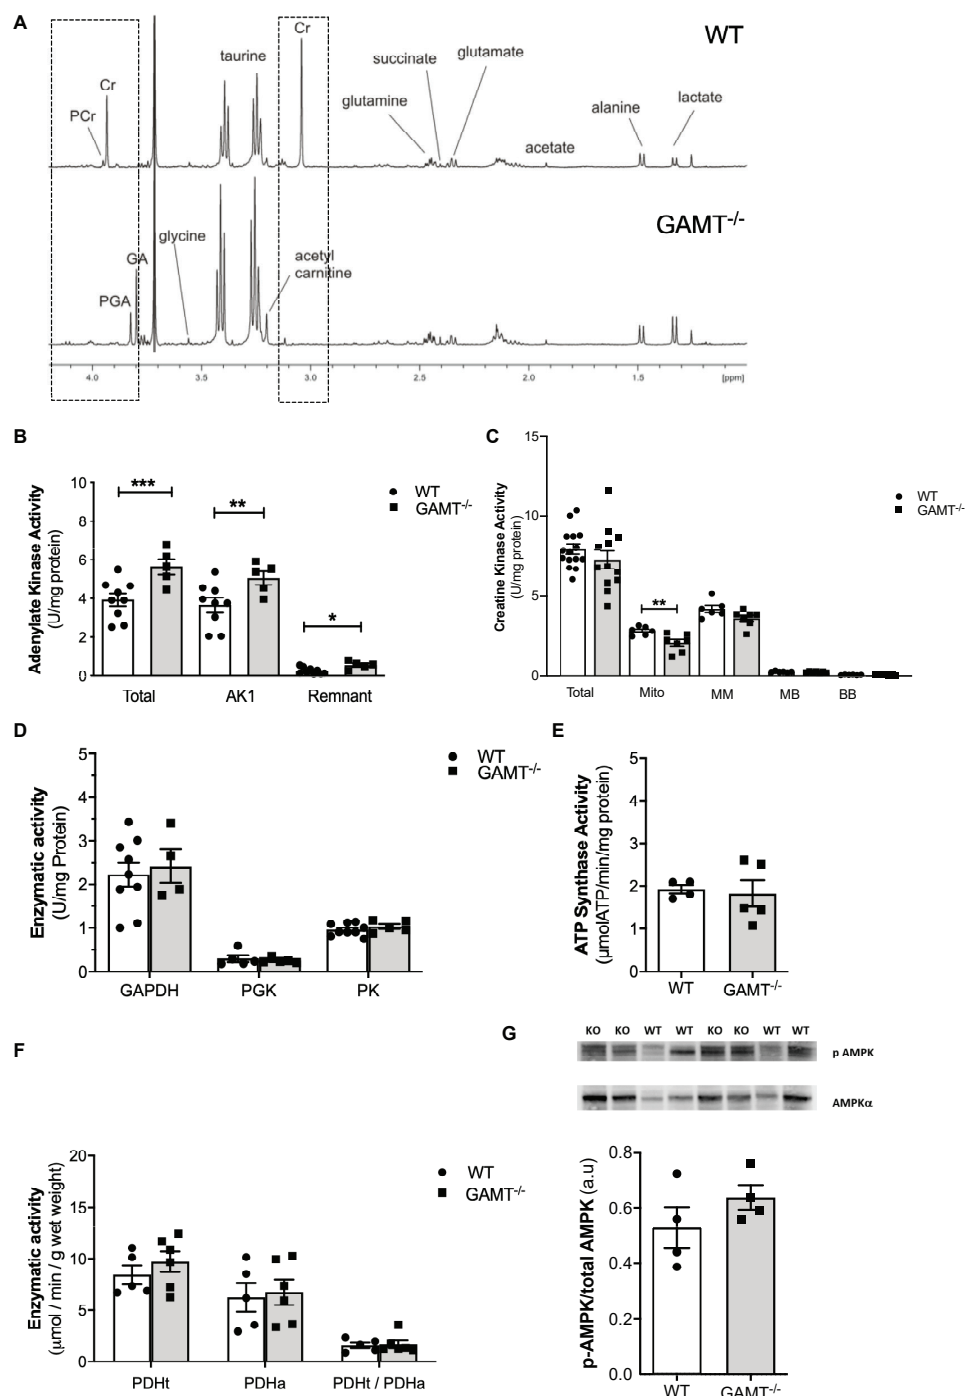 A
WT
Cr
Cr
PCr
taurine
succinate
glutamate
glutamine
acetate
alanine
lactate
GAMT-/-
glycine
GA
PGA
acetyl
carnitine
4.0 3.5 3.0 2.5 2.0 1.5 [ppm]
B
Adenylate Kinase Activity
(U/mg protein)
10
8
6
4
2
0
***
**
*
Total AK1 Remnant
WT
GAMT-/-
C
Creatine Kinase Activity
(U/mg protein)
15
10
5
0
**
Total Mito MM MB BB
WT
GAMT-/-
D
Enzymatic activity
(U/mg Protein)
5
4
3
2
1
0
GAPDH PGK PK
WT
GAMT-/-
E
ATP Synthase Activity
(µmolATP/min/mg protein)
5
4
3
2
1
0
WT GAMT-/-
F
Enzymatic activity
(µmol / min / g wet weight)
20
15
10
5
0
PDHt PDHa PDHt / PDHa
WT
GAMT-/-
G
KO KO WT WT KO KO WT WT
p AMPK
AMPKα
p-AMPK/total AMPK (a.u)
0.8
0.6
0.4
0.2
0.0
WT GAMT-/-